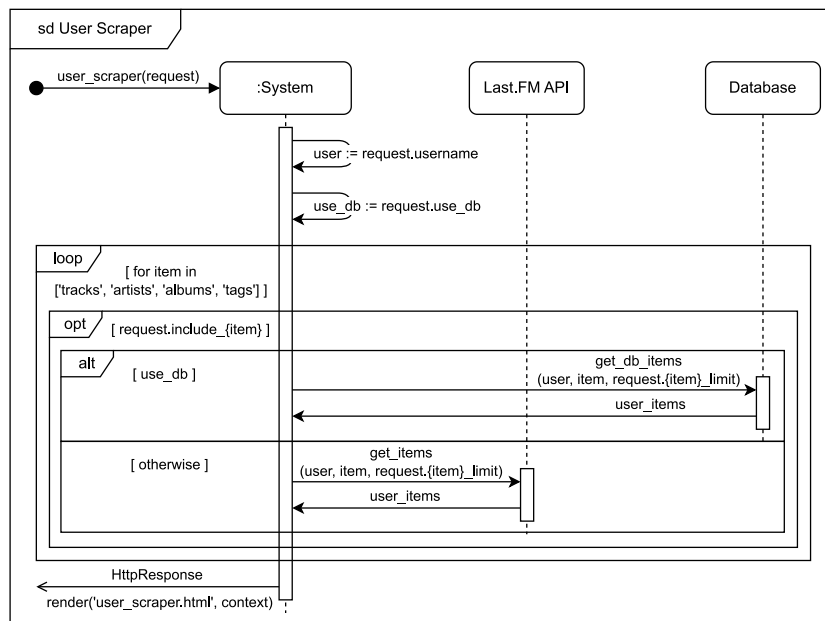 sd User Scraper
user_scraper(request)
:System
Last.FM API
Database
user := request.username
use_db := request.use_db
loop
[ for item in
['tracks', 'artists', 'albums', 'tags'] ]
opt
[ request.include_{item} ]
alt
[ use_db ]
get_db_items
(user, item, request.{item}_limit)
user_items
[ otherwise ]
get_items
(user, item, request.{item}_limit)
user_items
HttpResponse
render('user_scraper.html', context)